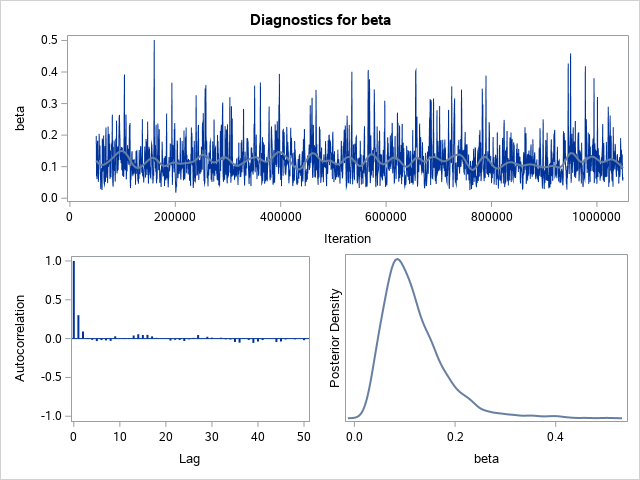 Diagnostics for beta
beta
0.5
0.4
0.3
0.2
0.1
0.0
0 200000 400000 600000 800000 1000000
Iteration
Autocorrelation
1.0
0.5
0.0
-0.5
-1.0
0 10 20 30 40 50
Lag
Posterior Density
0.0 0.2 0.4
beta